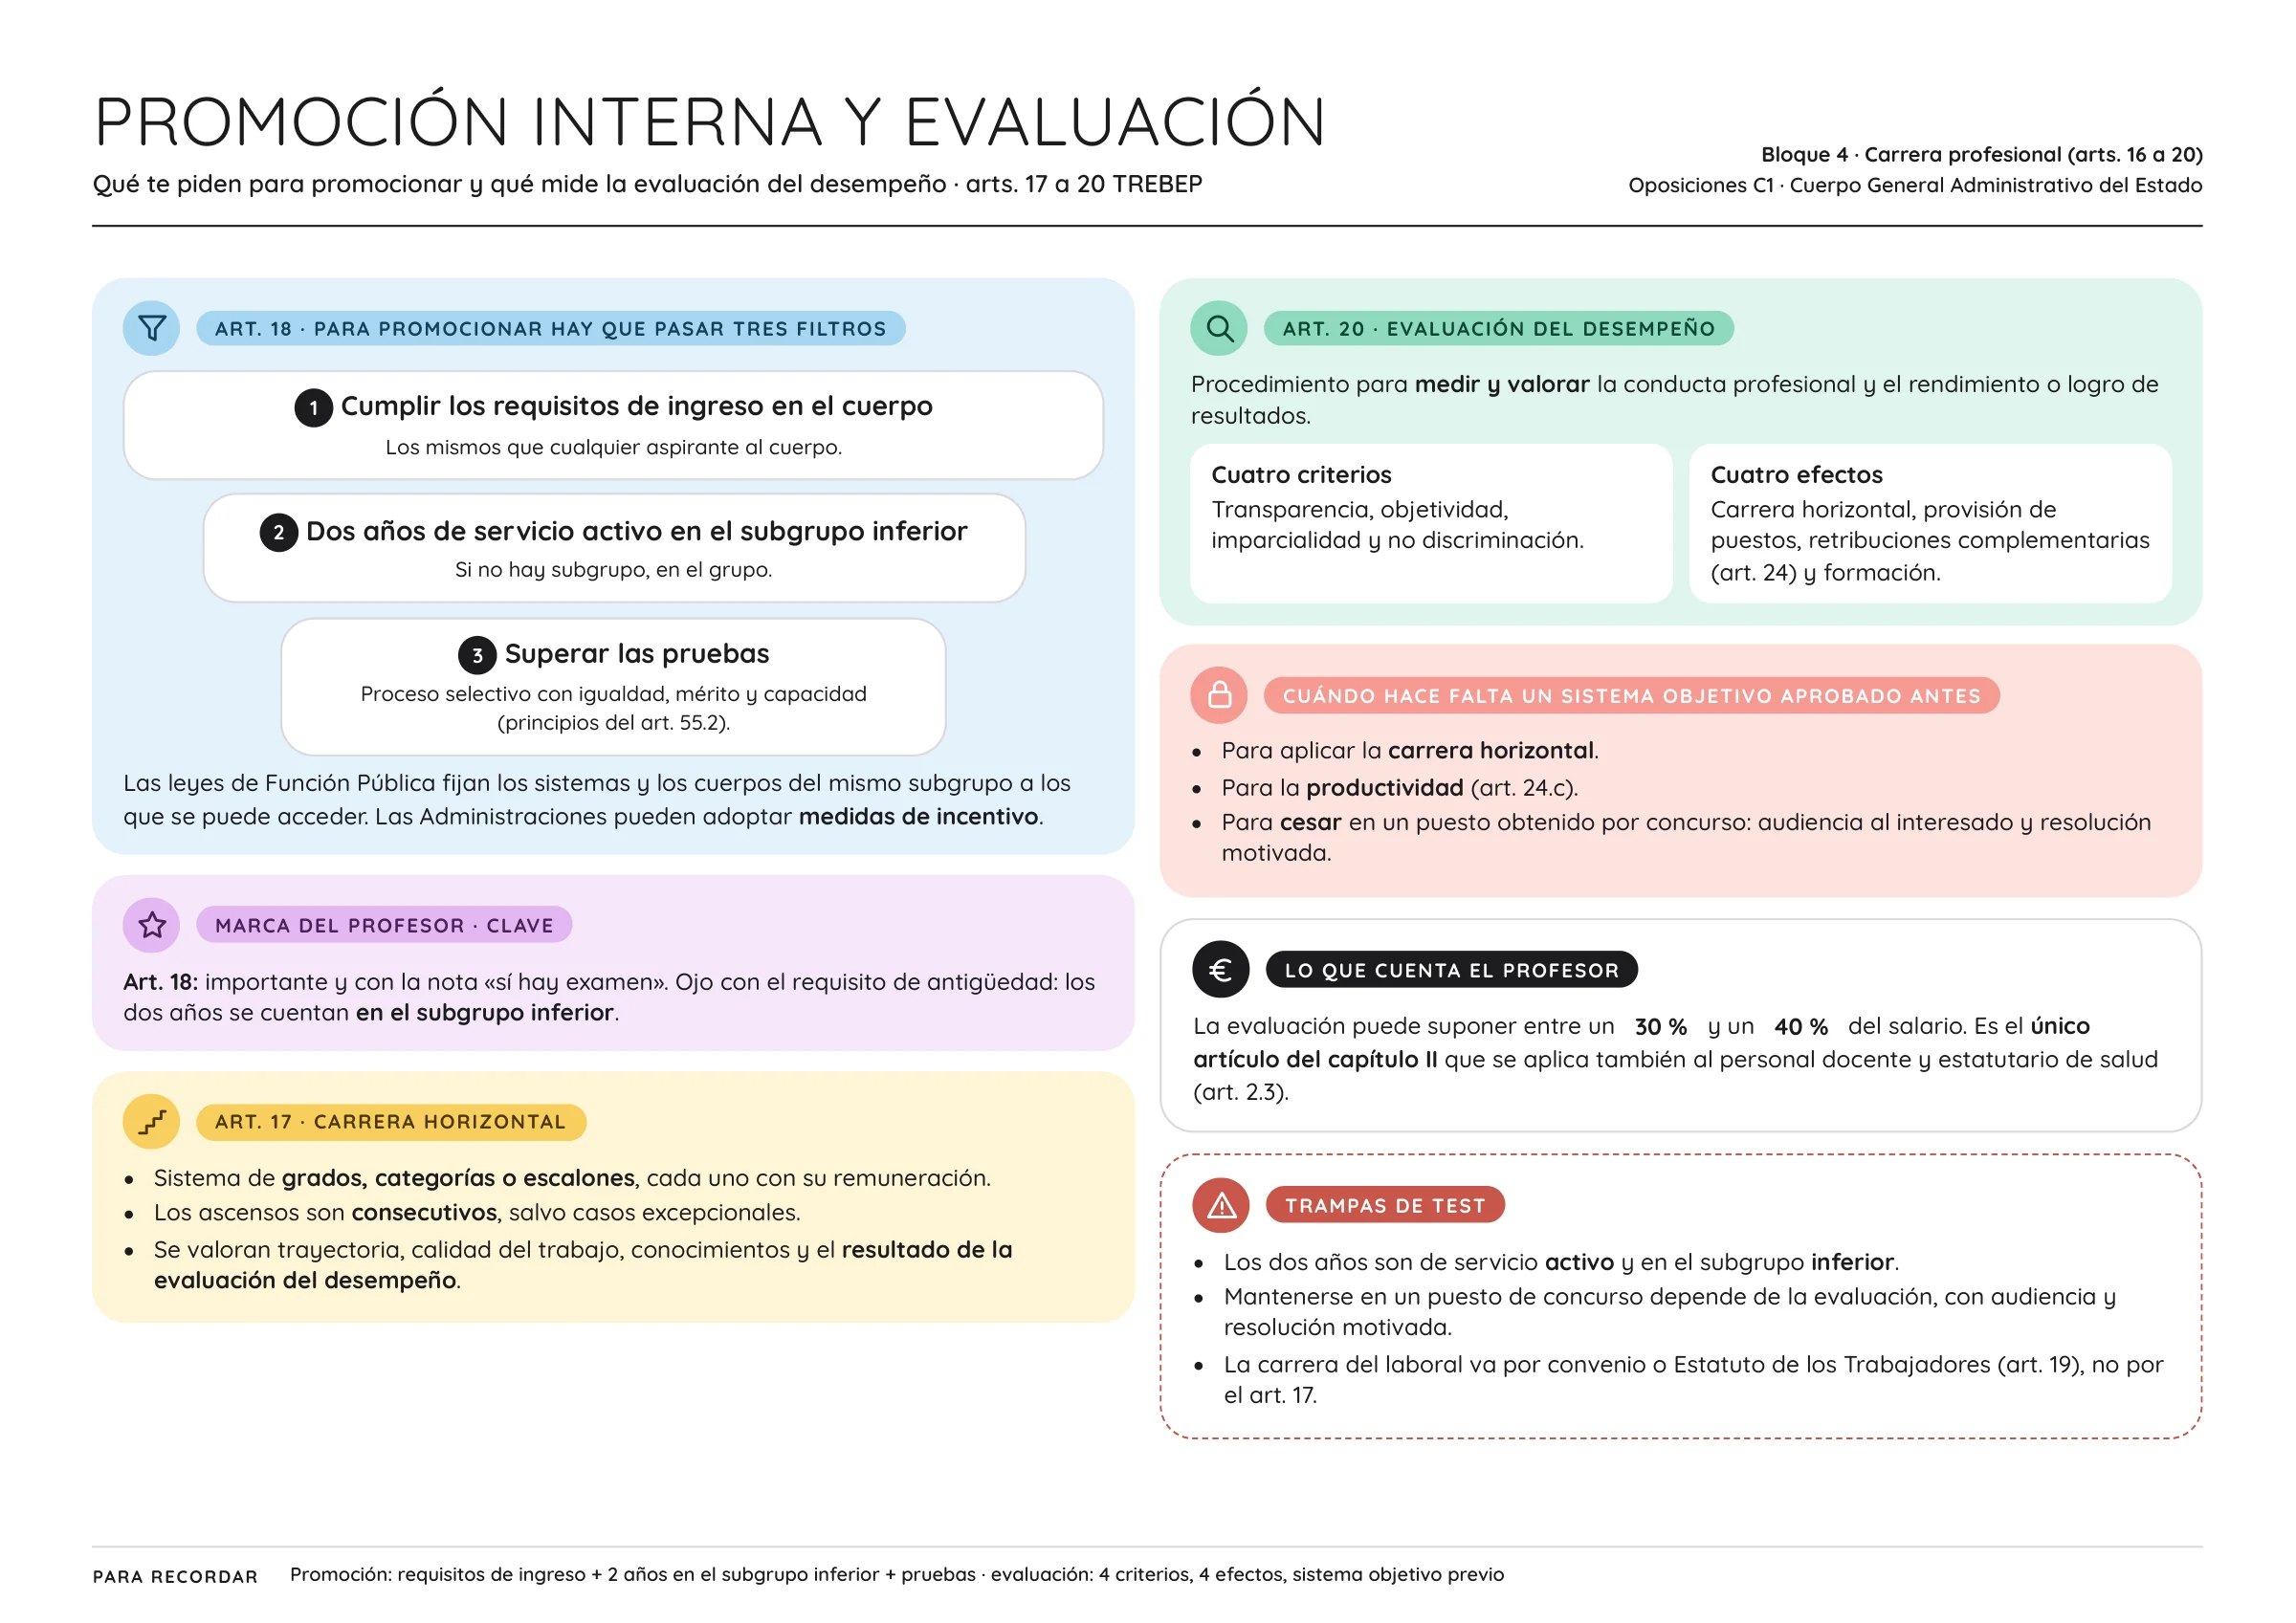 PROMOCIÓN INTERNA Y EVALUACIÓN
Qué te piden para promocionar y qué mide la evaluación del desempeño · arts. 17 a 20 TREBEP
Bloque 4 · Carrera profesional (arts. 16 a 20)
Oposiciones C1 · Cuerpo General Administrativo del Estado
ART. 18 · PARA PROMOCIONAR HAY QUE PASAR TRES FILTROS
1 Cumplir los requisitos de ingreso en el cuerpo
Los mismos que cualquier aspirante al cuerpo.
2 Dos años de servicio activo en el subgrupo inferior
Si no hay subgrupo, en el grupo.
3 Superar las pruebas
Proceso selectivo con igualdad, mérito y capacidad
(principios del art. 55.2).
Las leyes de Función Pública fijan los sistemas y los cuerpos del mismo subgrupo a los
que se puede acceder. Las Administraciones pueden adoptar medidas de incentivo.
MARCA DEL PROFESOR · CLAVE
Art. 18: importante y con la nota «sí hay examen». Ojo con el requisito de antigüedad: los
dos años se cuentan en el subgrupo inferior.
ART. 17 · CARRERA HORIZONTAL
• Sistema de grados, categorías o escalones, cada uno con su remuneración.
• Los ascensos son consecutivos, salvo casos excepcionales.
• Se valoran trayectoria, calidad del trabajo, conocimientos y el resultado de la
evaluación del desempeño.
ART. 20 · EVALUACIÓN DEL DESEMPEÑO
Procedimiento para medir y valorar la conducta profesional y el rendimiento o logro de
resultados.
Cuatro criterios
Transparencia, objetividad,
imparcialidad y no discriminación.
Cuatro efectos
Carrera horizontal, provisión de
puestos, retribuciones complementarias
(art. 24) y formación.
CUÁNDO HACE FALTA UN SISTEMA OBJETIVO APROBADO ANTES
• Para aplicar la carrera horizontal.
• Para la productividad (art. 24.c).
• Para cesar en un puesto obtenido por concurso: audiencia al interesado y resolución
motivada.
€ LO QUE CUENTA EL PROFESOR
La evaluación puede suponer entre un 30 % y un 40 % del salario. Es el único
artículo del capítulo II que se aplica también al personal docente y estatutario de salud
(art. 2.3).
TRAMPAS DE TEST
• Los dos años son de servicio activo y en el subgrupo inferior.
• Mantenerse en un puesto de concurso depende de la evaluación, con audiencia y
resolución motivada.
• La carrera del laboral va por convenio o Estatuto de los Trabajadores (art. 19), no por
el art. 17.
PARA RECORDAR Promoción: requisitos de ingreso + 2 años en el subgrupo inferior + pruebas · evaluación: 4 criterios, 4 efectos, sistema objetivo previo